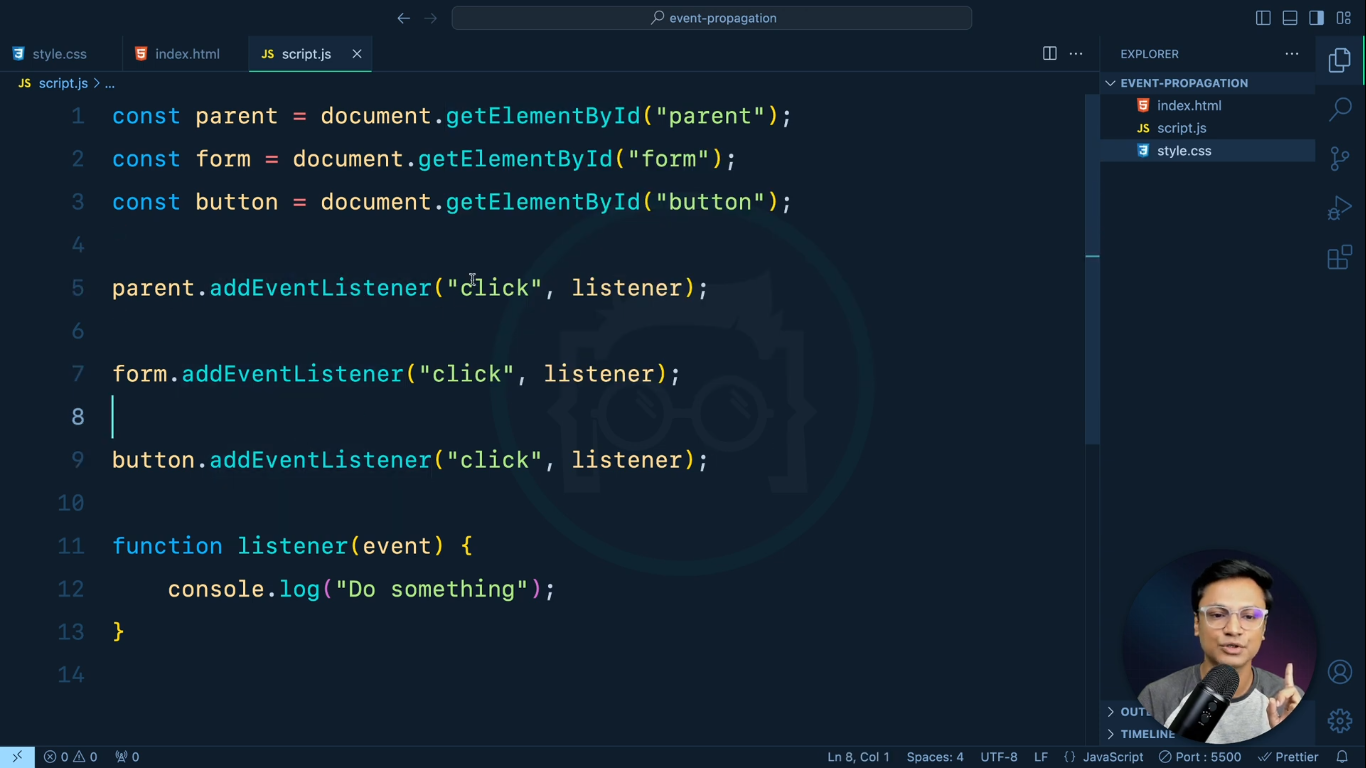 event-propagation
style.css
index.html
JS script.js
JS script.js > ...
1 const parent = document.getElementById("parent");
2 const form = document.getElementById("form");
3 const button = document.getElementById("button");
4
5 parent.addEventListener("click", listener);
6
7 form.addEventListener("click", listener);
8
9 button.addEventListener("click", listener);
10
11 function listener(event) {
12 console.log("Do something");
13 }
14
EXPLORER
EVENT-PROPAGATION
index.html
JS script.js
style.css
TIMELINE
0 0 0
Ln 8, Col 1 Spaces: 4 UTF-8 LF {} JavaScript Port : 5500 Prettier